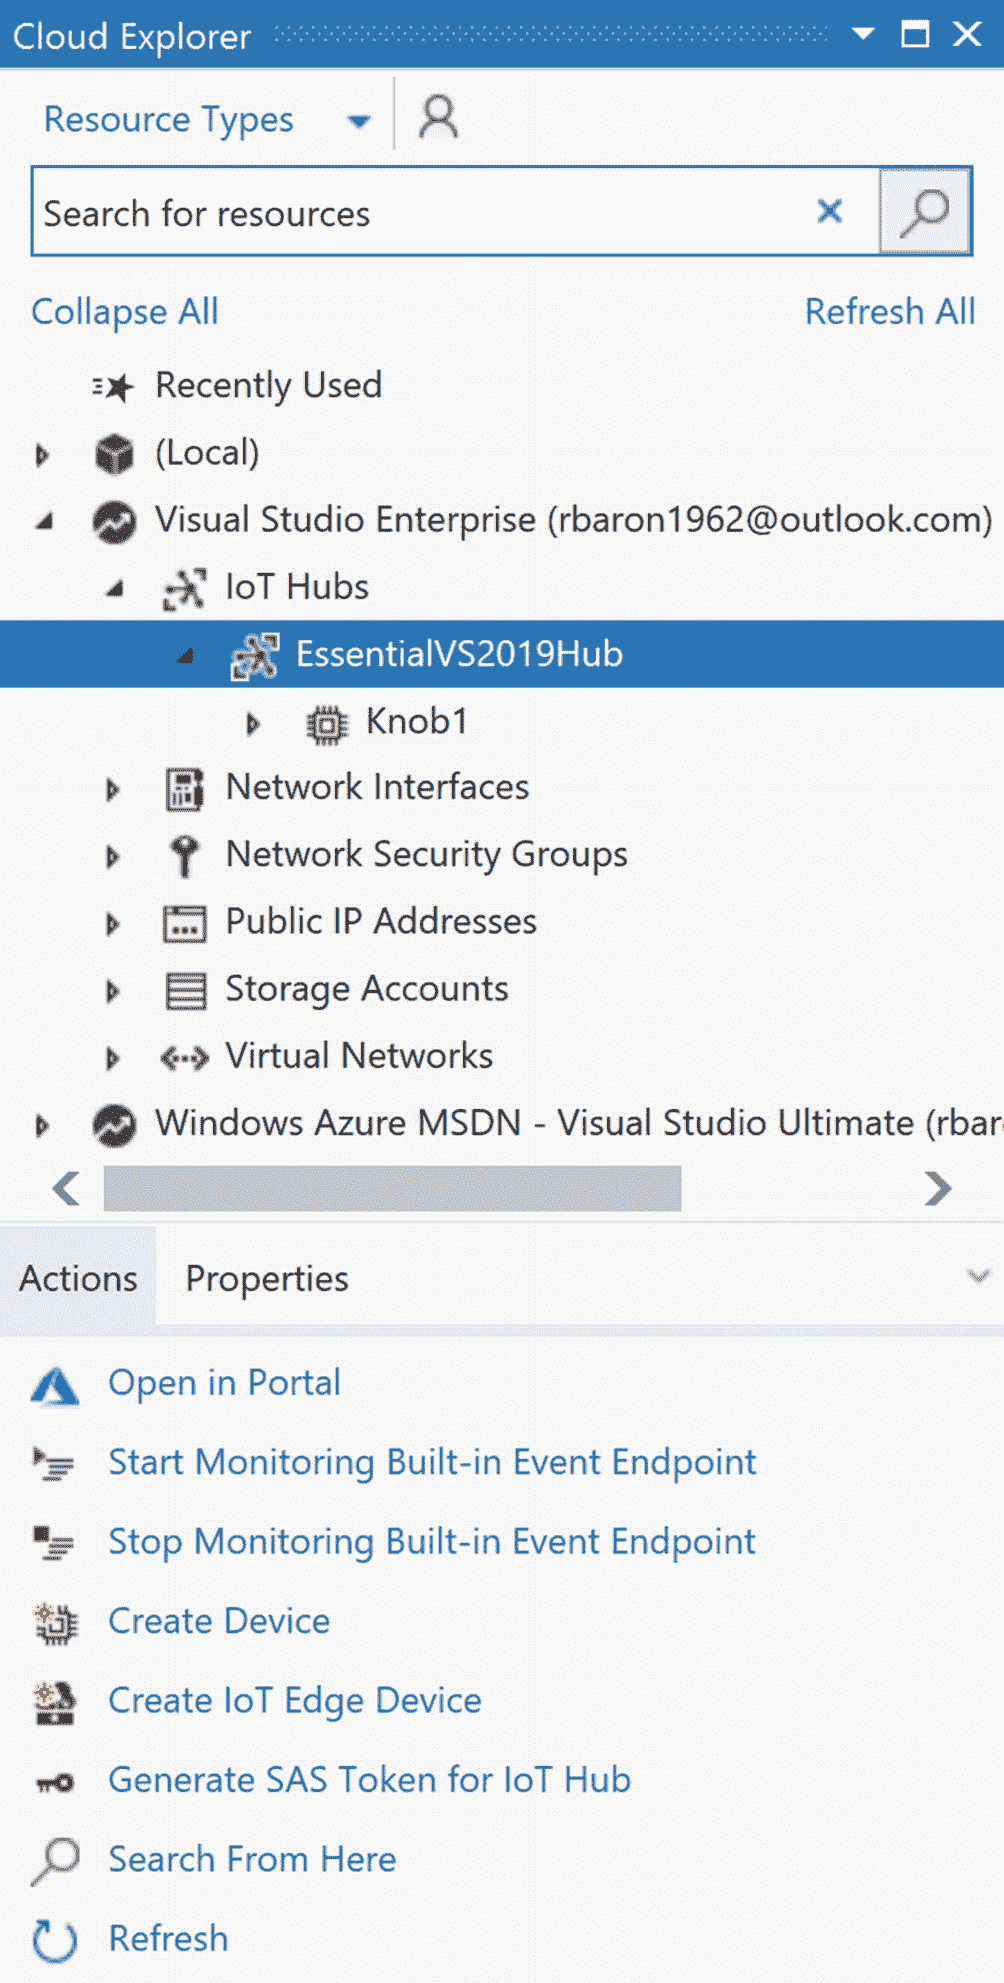 Cloud Explorer
Resource Types
Search for resources
Collapse All Refresh All
Recently Used
(Local)
Visual Studio Enterprise (rbaron1962@outlook.com)
IoT Hubs
EssentialVS2019Hub
Knob1
Network Interfaces
Network Security Groups
Public IP Addresses
Storage Accounts
Virtual Networks
Windows Azure MSDN - Visual Studio Ultimate (rbar
Actions Properties
Open in Portal
Start Monitoring Built-in Event Endpoint
Stop Monitoring Built-in Event Endpoint
Create Device
Create IoT Edge Device
Generate SAS Token for IoT Hub
Search From Here
Refresh